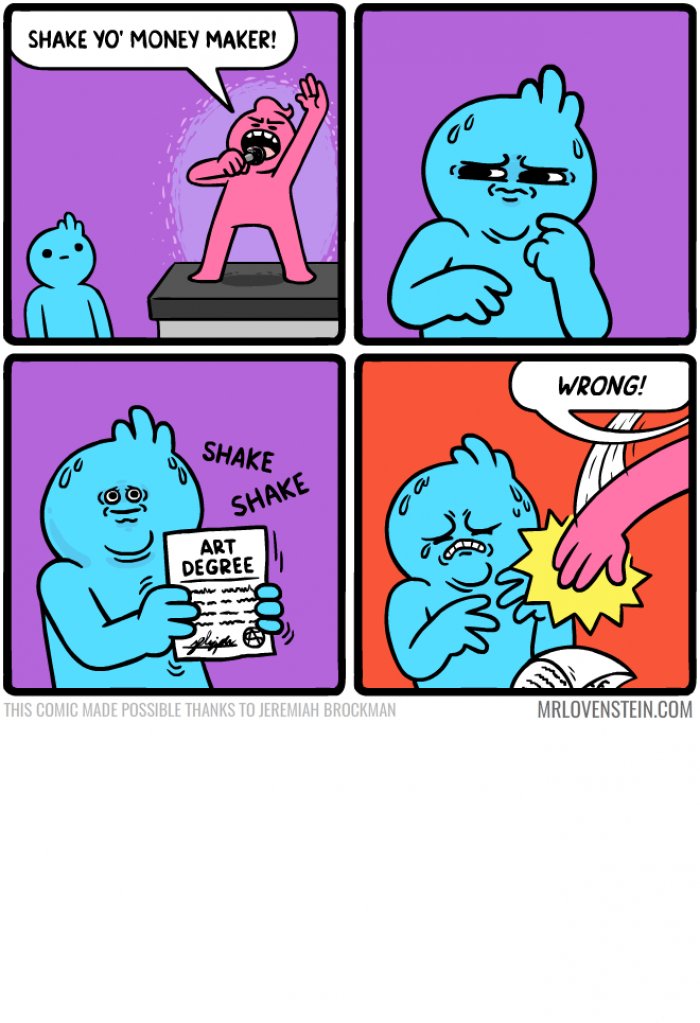 SHAKE YO' MONEY MAKER!
SHAKE
SHAKE
ART
DEGREE
WRONG!
THIS COMIC MADE POSSIBLE THANKS TO JEREMIAH BROCKMAN
MRLOVENSTEIN.COM